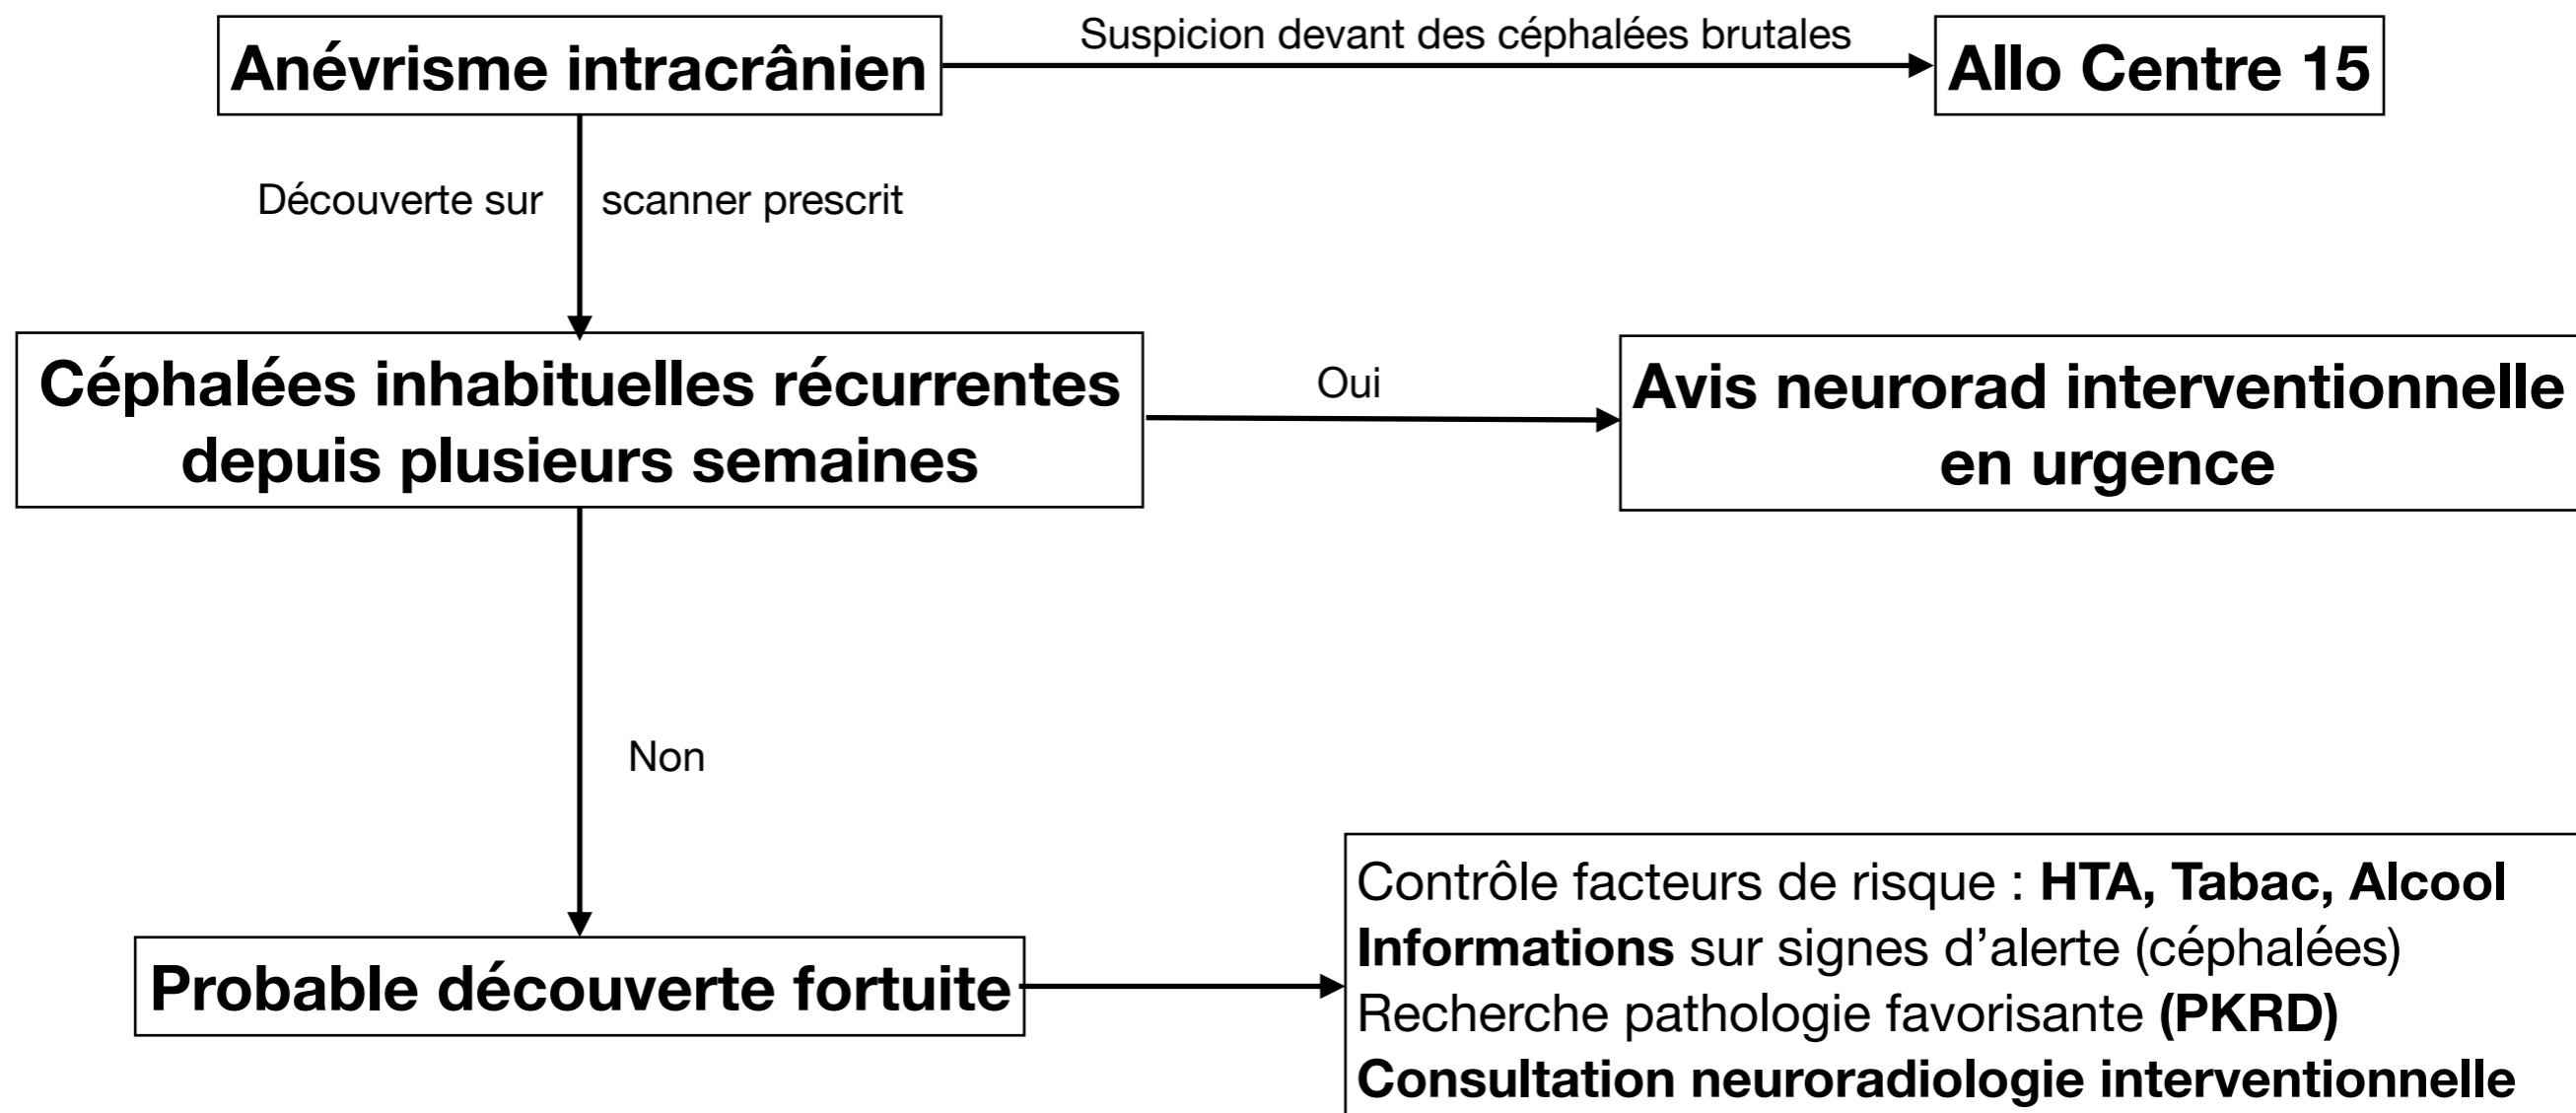 Anévrisme intracrânien
Suspicion devant des céphalées brutales
Allo Centre 15
Découverte sur scanner prescrit
Céphalées inhabituelles récurrentes
depuis plusieurs semaines
Oui
Avis neurorad interventionnelle
en urgence
Non
Probable découverte fortuite
Contrôle facteurs de risque : HTA, Tabac, Alcool
Informations sur signes d'alerte (céphalées)
Recherche pathologie favorisante (PKRD)
Consultation neuroradiologie interventionnelle